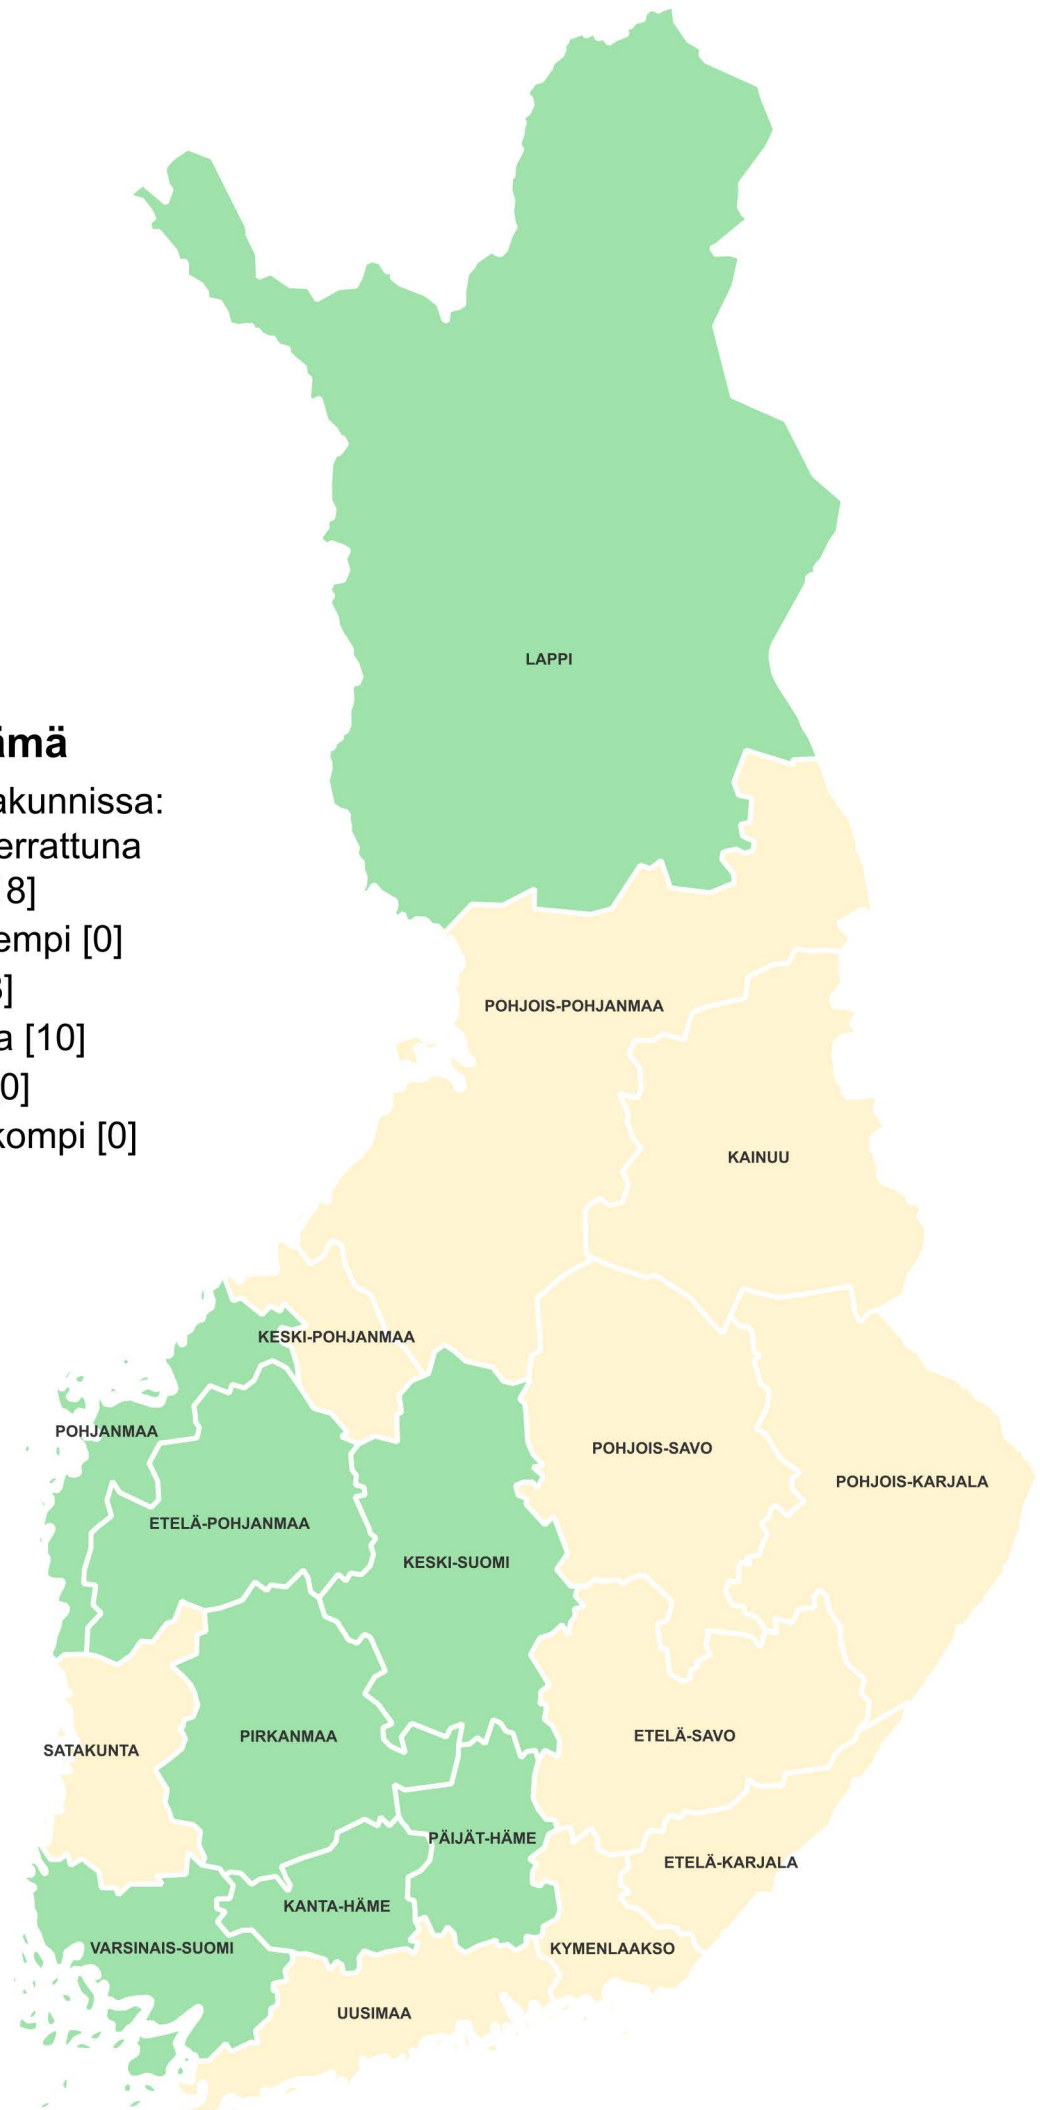 LAPPI
ämä
akunnissa:
errattuna
8]
empi [0]
POHJOIS-POHJANMAA
a [10]
0]
kompi [0]
KAINUU
KESKI-POHJANMAA
POHJANMAA
POHJOIS-SAVO
POHJOIS-KARJALA
ETELÄ-POHJANMAA
KESKI-SUOMI
PIRKANMAA
ETELÄ-SAVO
SATAKUNTA
PÄIJÄT-HÄME
ETELÄ-KARJALA
KANTA-HÄME
VARSINAIS-SUOMI
KYMENLAAKSO
UUSIMAA